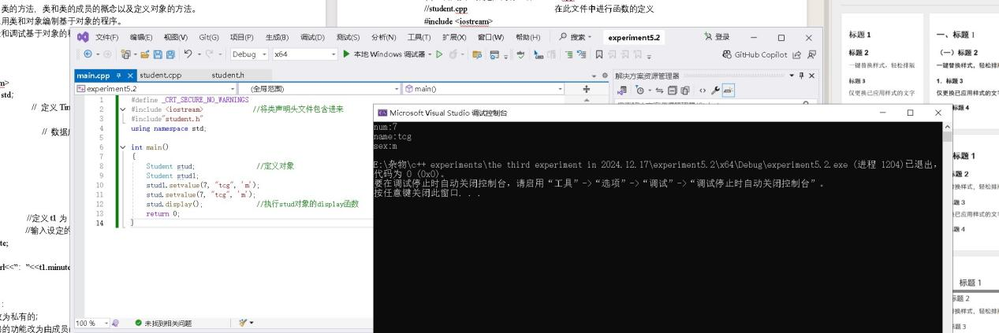 类的方法，类和类的成员的概念以及定义对象的方法。
用类和对象编制基于对象的程序。
和调试基于对象的程
//student.cpp 在此文件中进行函数的定义
#include <iostream>
m>
std;
// 定义 Tim
// 数据成
//定义 t1 为
//输入设定的
te;
rl<<": "<<t1.minute
:
改为私有的;
的功能改为由成员
文件(F) 编辑(E) 视图(V) Git(G) 项目(P) 生成(B) 调试(D) 测试(S) 分析(N) 工具(T) 扩展(X) 窗口(W) 帮助(H) 搜索 experiment5.2 登录
Debug x64 本地 Windows 调试器 GitHub Copilot
main.cpp student.cpp student.h
experiment5.2 (全局范围) main()
1 #define _CRT_SECURE_NO_WARNINGS
2 #include <iostream> //将类声明头文件包含进来
3 #include"student.h"
4 using namespace std;
5
6 int main()
7 {
8 Student stud; //定义对象
9 Student stud1;
10 stud1.setvalue(7, "tcg", 'm');
11 stud.setvalue(7, "tcg", 'm');
12 stud.display(); //执行stud对象的display函数
13 return 0;
14 }
100 % 未找到相关问题
解决方案资源管理器
Microsoft Visual Studio 调试控制台
num:7
name:tcg
sex:m
E:\杂物\c++ experiments\the third experiment in 2024.12.17\experiment5.2\x64\Debug\experiment5.2.exe (进程 1204)已退出，
代码为 0 (0x0)。
要在调试停止时自动关闭控制台，请启用“工具”->“选项”->“调试”->“调试停止时自动关闭控制台”。
按任意键关闭此窗口. . .
标题 1
标题 2
一键替换样式，轻松排版
标题 3
仅更换已应用样式的文字
一、标题 1
（一）标题 2
一键替换样式，轻松排
1. 标题 3
仅更换已应用样式的文
标题 4
标题 1
标题 2
替换样式，轻松排
标题 3
换已应用样式的文
标题 4
标题 1
标题 2
替换样式，轻松排
标题 3